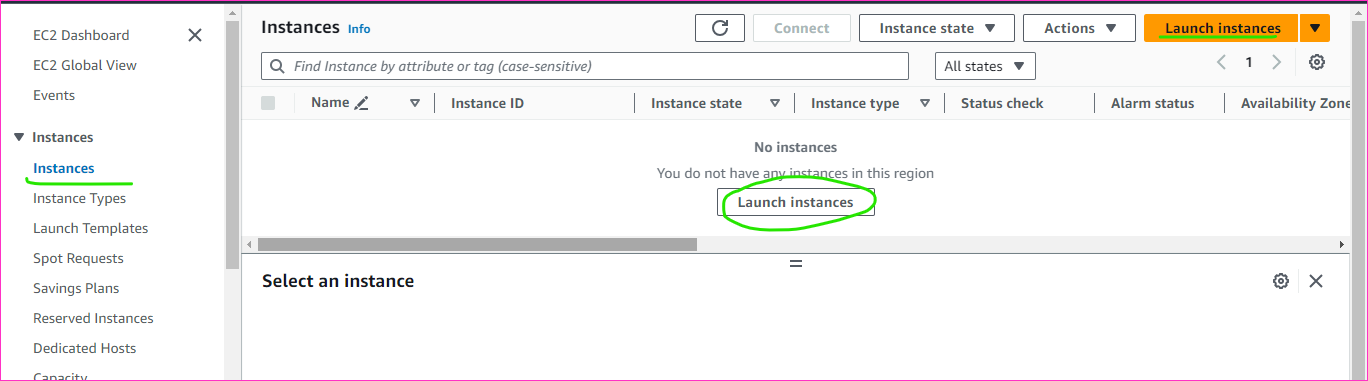 EC2 Dashboard
EC2 Global View
Events
Instances
Instances
Instance Types
Launch Templates
Spot Requests
Savings Plans
Reserved Instances
Dedicated Hosts
Capacity
Instances Info
Connect
Instance state
Actions
Launch instances
Find Instance by attribute or tag (case-sensitive)
All states
1
Name Instance ID Instance state Instance type Status check Alarm status Availability Zone
No instances
You do not have any instances in this region
Launch instances
Select an instance